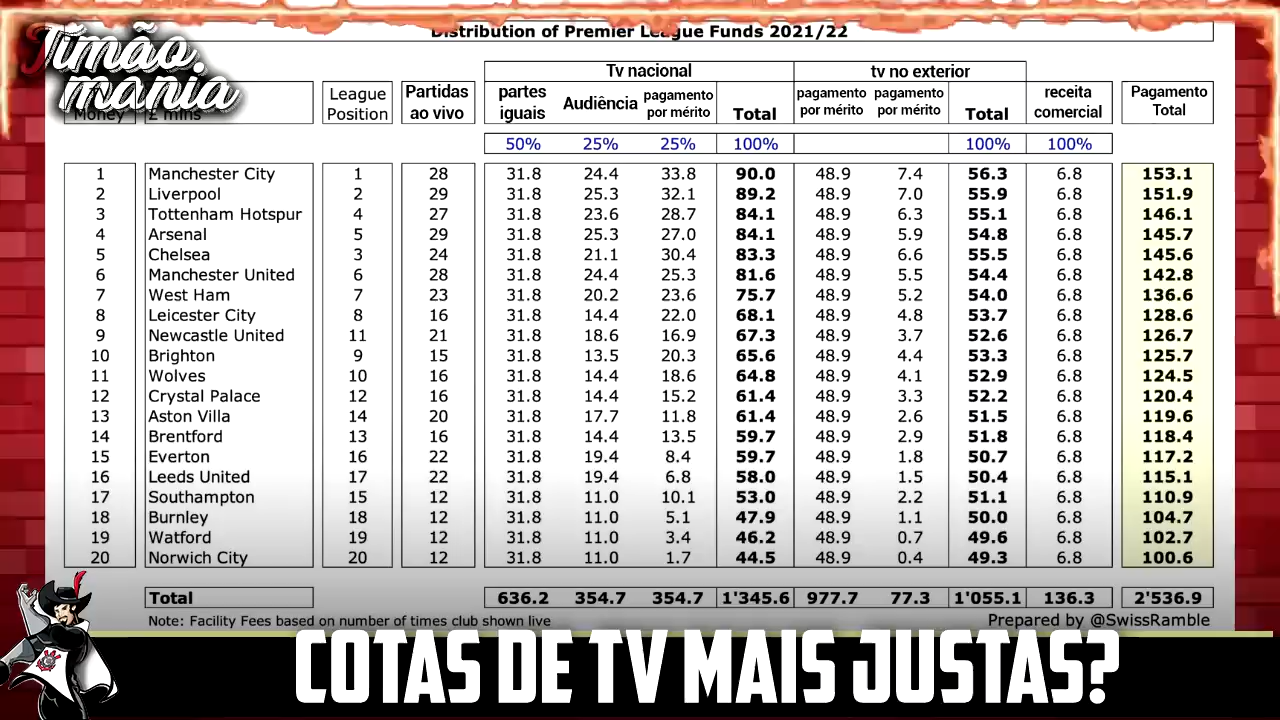 Distribution of Premier League Funds 2021/22
Timão.
mania
Tv nacional tv no exterior
Money £ mins League Position Partidas ao vivo partes iguais Audiência pagamento por mérito Total pagamento por mérito pagamento por mérito Total receita comercial Pagamento Total
50% 25% 25% 100% 100% 100%
1 Manchester City 1 28 31.8 24.4 33.8 90.0 48.9 7.4 56.3 6.8 153.1
2 Liverpool 2 29 31.8 25.3 32.1 89.2 48.9 7.0 55.9 6.8 151.9
3 Tottenham Hotspur 4 27 31.8 23.6 28.7 84.1 48.9 6.3 55.1 6.8 146.1
4 Arsenal 5 29 31.8 25.3 27.0 84.1 48.9 5.9 54.8 6.8 145.7
5 Chelsea 3 24 31.8 21.1 30.4 83.3 48.9 6.6 55.5 6.8 145.6
6 Manchester United 6 28 31.8 24.4 25.3 81.6 48.9 5.5 54.4 6.8 142.8
7 West Ham 7 23 31.8 20.2 23.6 75.7 48.9 5.2 54.0 6.8 136.6
8 Leicester City 8 16 31.8 14.4 22.0 68.1 48.9 4.8 53.7 6.8 128.6
9 Newcastle United 11 21 31.8 18.6 16.9 67.3 48.9 3.7 52.6 6.8 126.7
10 Brighton 9 15 31.8 13.5 20.3 65.6 48.9 4.4 53.3 6.8 125.7
11 Wolves 10 16 31.8 14.4 18.6 64.8 48.9 4.1 52.9 6.8 124.5
12 Crystal Palace 12 16 31.8 14.4 15.2 61.4 48.9 3.3 52.2 6.8 120.4
13 Aston Villa 14 20 31.8 17.7 11.8 61.4 48.9 2.6 51.5 6.8 119.6
14 Brentford 13 16 31.8 14.4 13.5 59.7 48.9 2.9 51.8 6.8 118.4
15 Everton 16 22 31.8 19.4 8.4 59.7 48.9 1.8 50.7 6.8 117.2
16 Leeds United 17 22 31.8 19.4 6.8 58.0 48.9 1.5 50.4 6.8 115.1
17 Southampton 15 12 31.8 11.0 10.1 53.0 48.9 2.2 51.1 6.8 110.9
18 Burnley 18 12 31.8 11.0 5.1 47.9 48.9 1.1 50.0 6.8 104.7
19 Watford 19 12 31.8 11.0 3.4 46.2 48.9 0.7 49.6 6.8 102.7
20 Norwich City 20 12 31.8 11.0 1.7 44.5 48.9 0.4 49.3 6.8 100.6
Total 636.2 354.7 354.7 1'345.6 977.7 77.3 1'055.1 136.3 2'536.9
Note: Facility Fees based on number of times club shown live Prepared by @SwissRamble
COTAS DE TV MAIS JUSTAS?